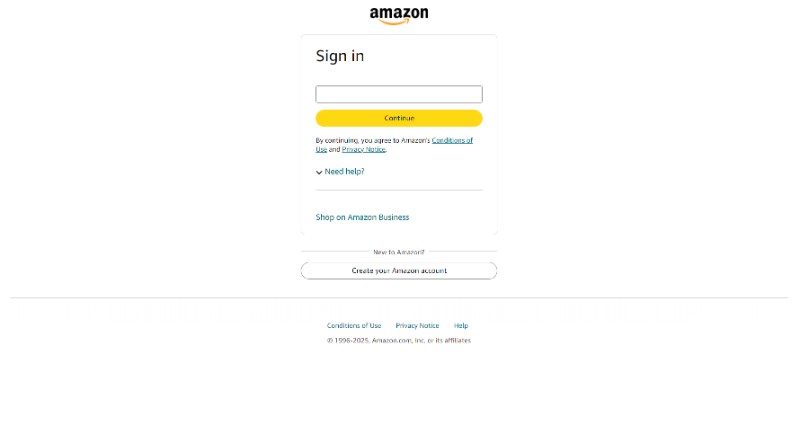 amazon
Sign in
Continue
By continuing, you agree to Amazon's Conditions of
Use and Privacy Notice.
Need help?
Shop on Amazon Business
New to Amazon?
Create your Amazon account
Conditions of Use Privacy Notice Help
© 1996-2025, Amazon.com, Inc. or its affiliates